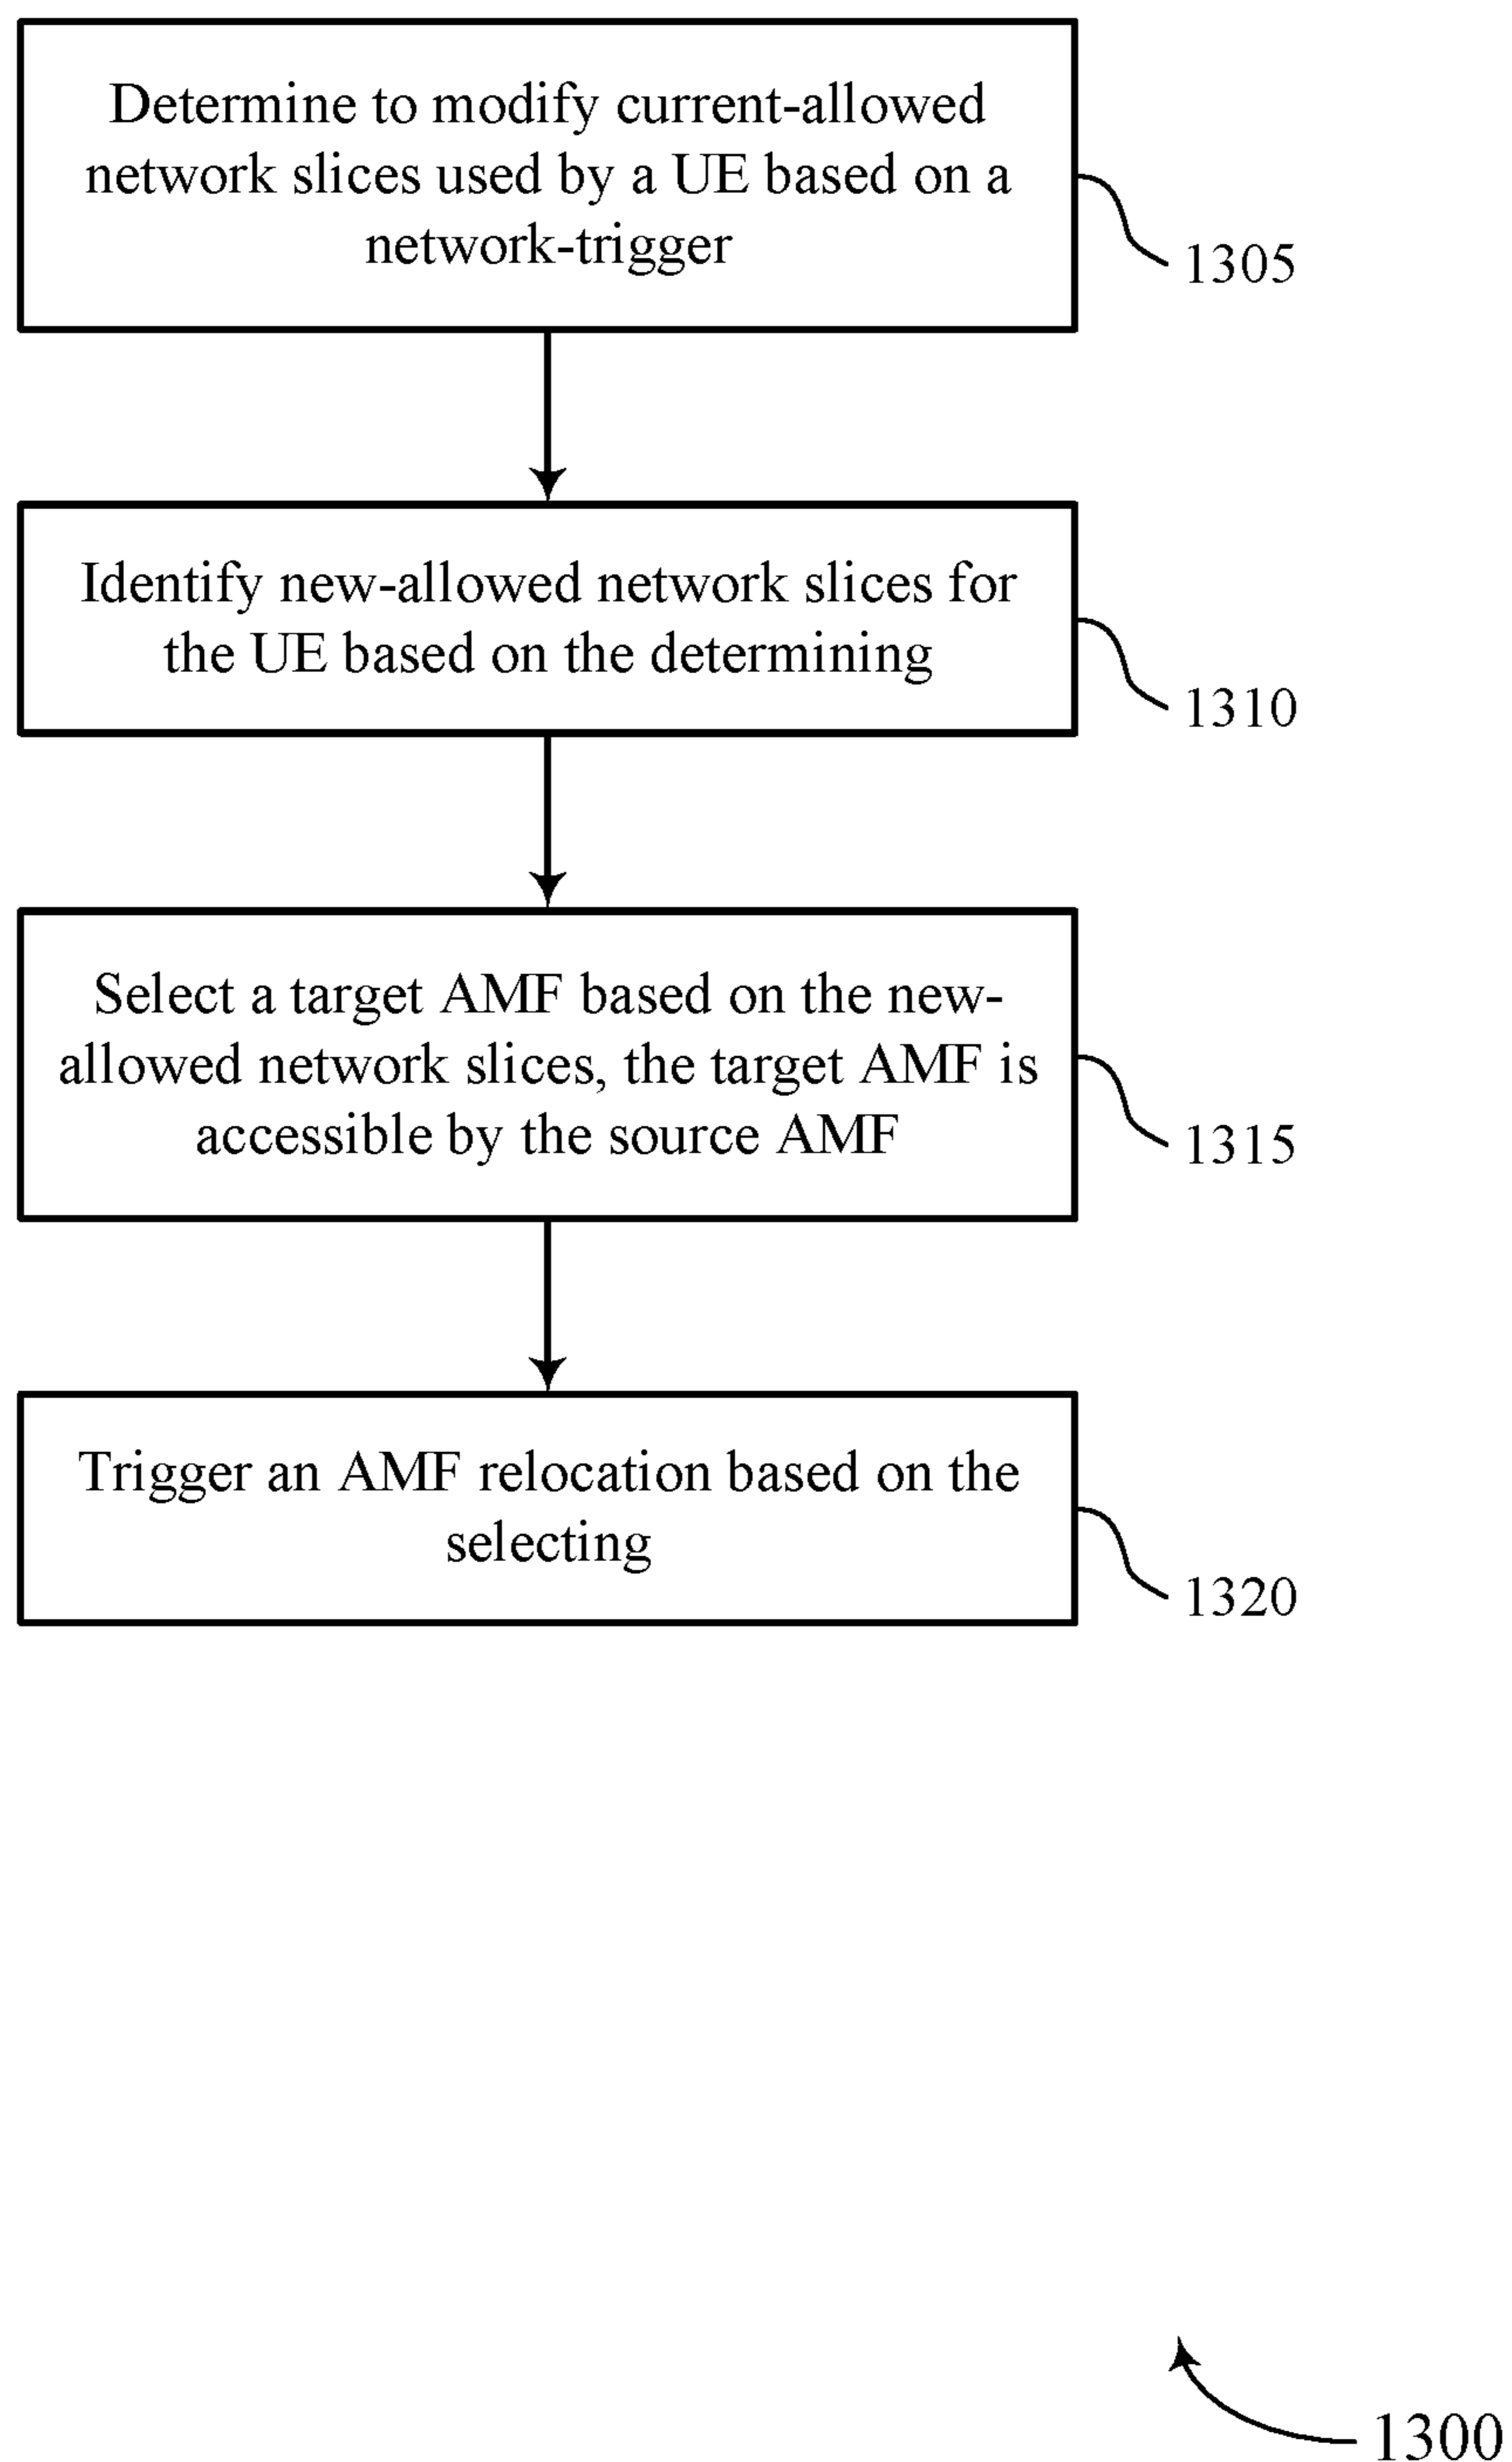 Determine to modify current-allowed
network slices used by a UE based on a
network-trigger
1305
Identify new-allowed network slices for
the UE based on the determining
1310
Select a target AMF based on the new-
allowed network slices, the target AMF is
accessible by the source AMF
1315
Trigger an AMF relocation based on the
selecting
1320
1300